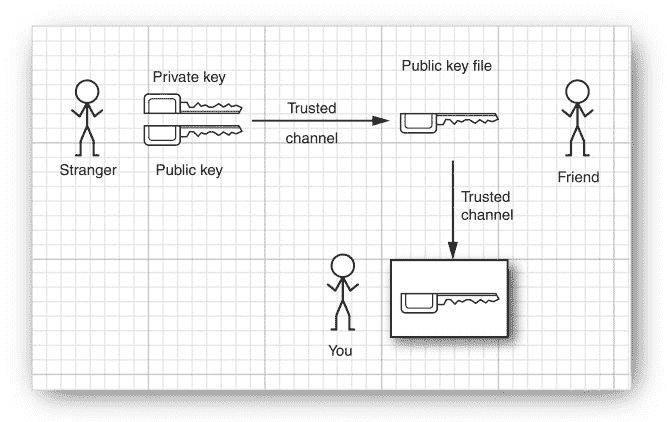 Private key
Public key file
Trusted
channel
Stranger
Public key
Friend
Trusted
channel
You